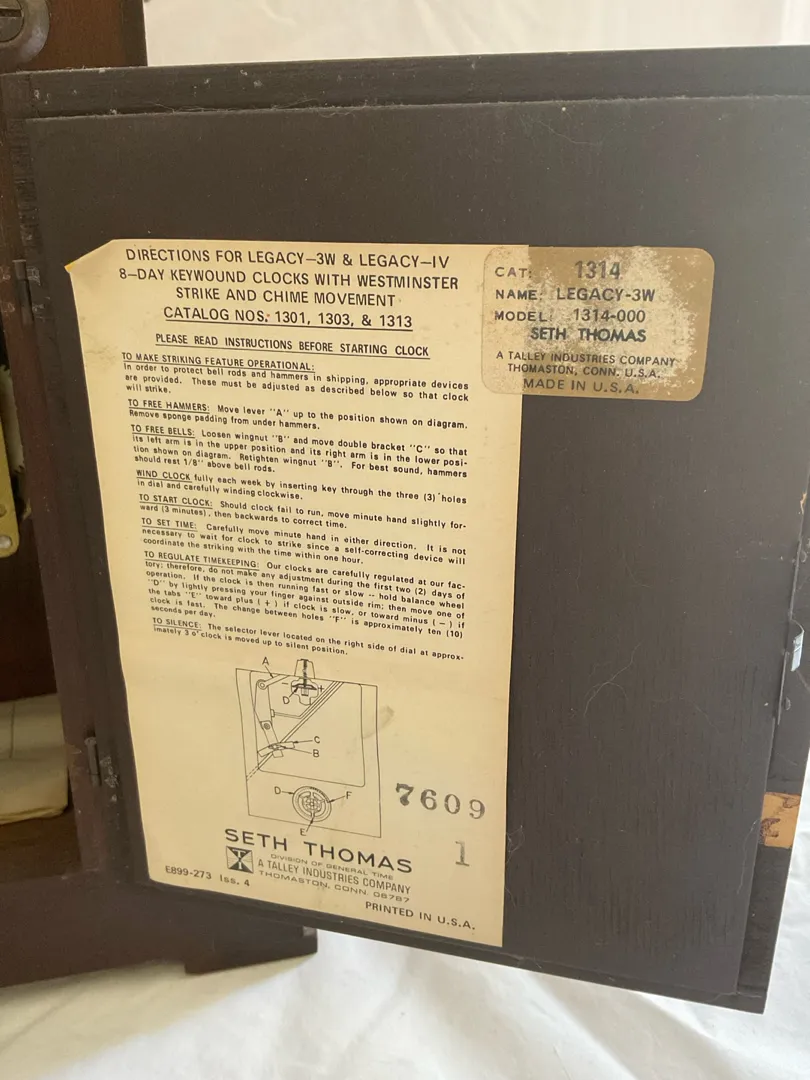 DIRECTIONS FOR LEGACY—3W & LEGACY—IV
8—DAY KEYWOUND CLOCKS WITH WESTMINSTER
STRIKE AND CHIME MOVEMENT
CATALOG NOS. 1301, 1303, & 1313
PLEASE READ INSTRUCTIONS BEFORE STARTING CLOCK
TO MAKE STRIKING FEATURE OPERATIONAL:
In order to protect bell rods and hammers in shipping, appropriate devices
are provided. These must be adjusted as described below so that clock
will strike.
TO FREE HAMMERS: Move lever "A" up to the position shown on diagram.
Remove sponge padding from under hammers.
TO FREE BELLS: Loosen wingnut "B" and move double bracket "C" so that
its left arm is in the upper position and its right arm is in the lower posi-
tion shown on diagram. Retighten wingnut "B". For best sound, hammers
should rest 1/8" above bell rods.
WIND CLOCK fully each week by inserting key through the three (3) holes
in dial and carefully winding clockwise.
TO START CLOCK: Should clock fail to run, move minute hand slightly for-
ward (3 minutes), then backwards to correct time.
TO SET TIME: Carefully move minute hand in either direction. It is not
necessary to wait for clock to strike since a self-correcting device will
coordinate the striking with the time within one hour.
TO REGULATE TIMEKEEPING: Our clocks are carefully regulated at our fac-
tory; therefore, do not make any adjustment during the first two (2) days of
operation. If the clock is then running fast or slow -- hold balance wheel
"D" by lightly pressing your finger against outside rim; then move one of
the tabs "E" toward plus (+) if clock is slow, or toward minus (-) if
clock is fast. The change between holes "F" is approximately ten (10)
seconds per day.
TO SILENCE: The selector lever located on the right side of dial at approx-
imately 3 o'clock is moved up to silent position.
A
- +
D
C
B
D
F
E
7609
1
SETH THOMAS
DIVISION OF GENERAL TIME
A TALLEY INDUSTRIES COMPANY
THOMASTON, CONN. 06787
E899-273 Iss. 4
PRINTED IN U.S.A.
CAT: 1314
NAME: LEGACY-3W
MODEL: 1314-000
SETH THOMAS
A TALLEY INDUSTRIES COMPANY
THOMASTON, CONN. U.S.A.
MADE IN U.S.A.